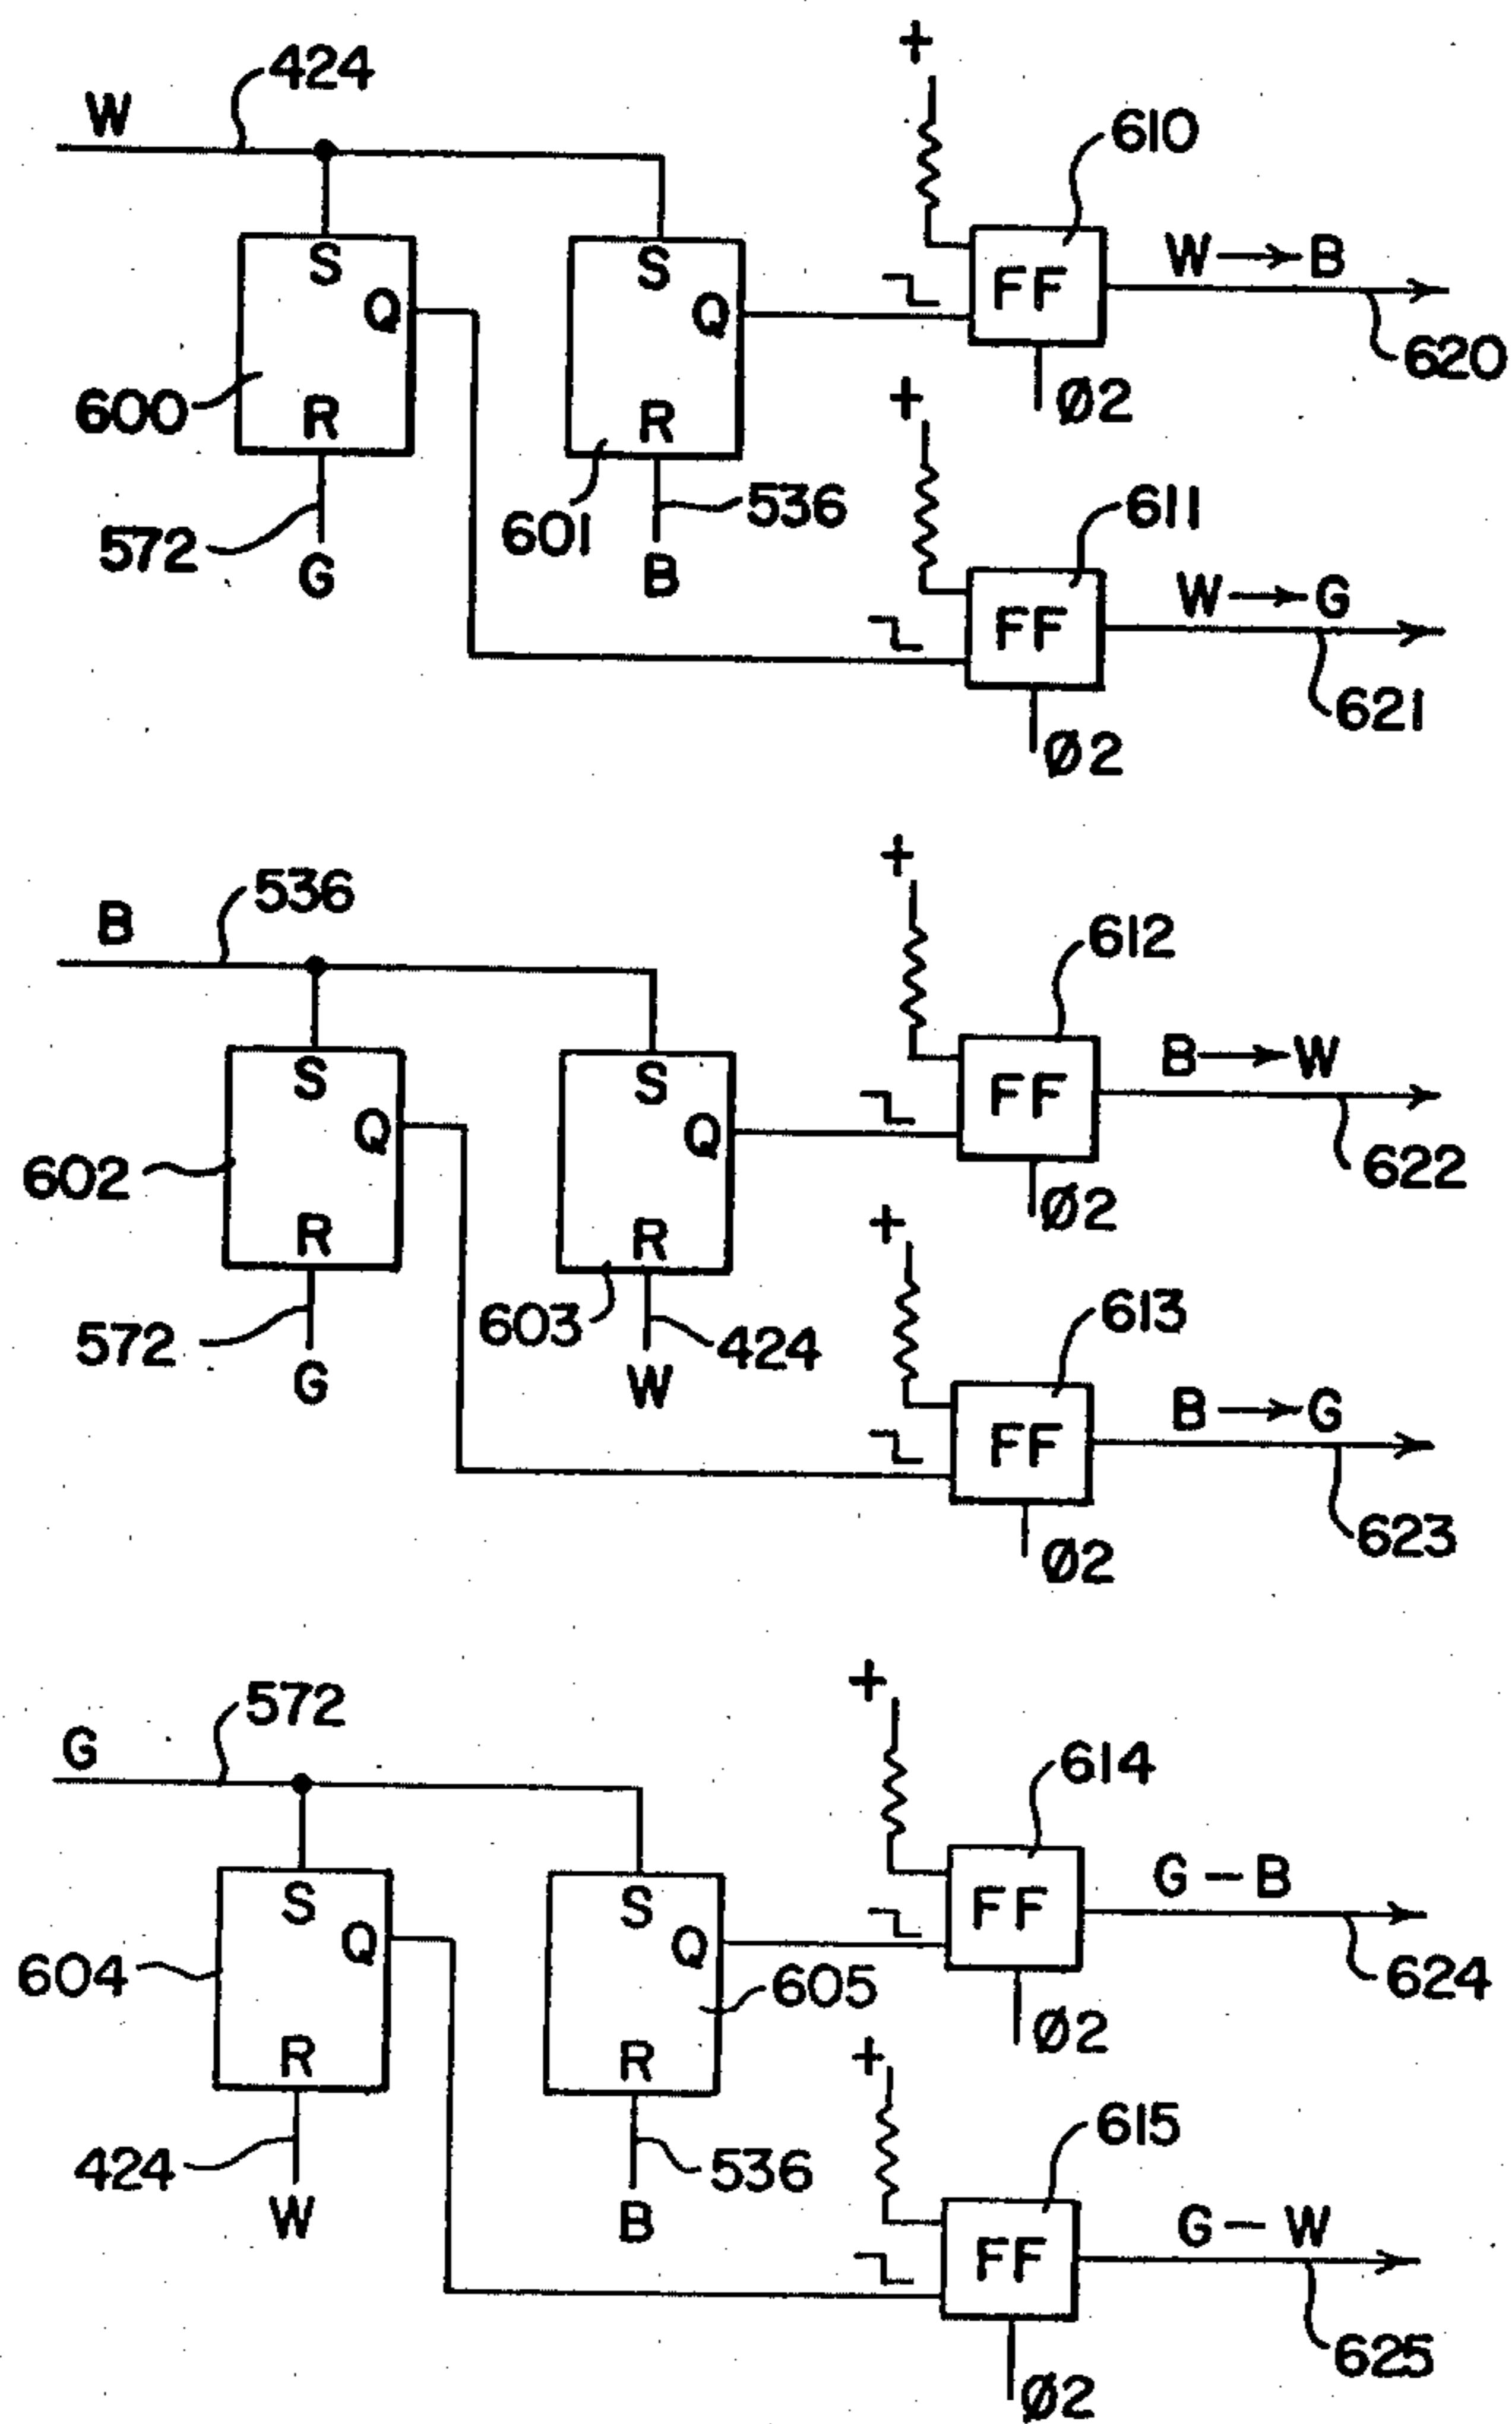 +
424
W
610
S
S
FF
W→B
Q
Q
620
600
R
R
+
Ø2
572
601
536
611
G
B
FF
W→G
621
Ø2
+
536
B
612
S
S
FF
B→W
Q
Q
622
602
R
R
+
Ø2
572
603
424
613
G
W
FF
B→G
623
Ø2
+
572
G
614
S
S
FF
G–B
Q
Q
604
605
624
R
R
+
Ø2
424
536
615
W
B
FF
G–W
625
Ø2